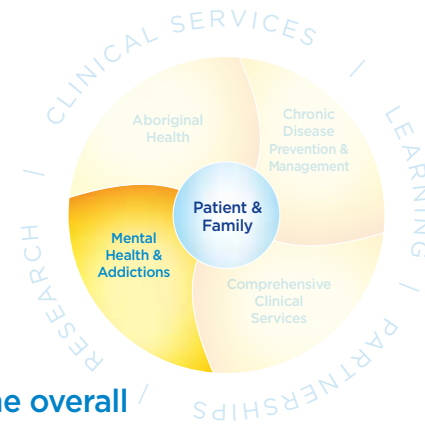 CLINICAL SERVICES / LEARNING / PARTNERSHIPS / RESEARCH /
Aboriginal
Health
Chronic
Disease
Prevention &
Management
Patient &
Family
Mental
Health &
Addictions
Comprehensive
Clinical
Services
overall